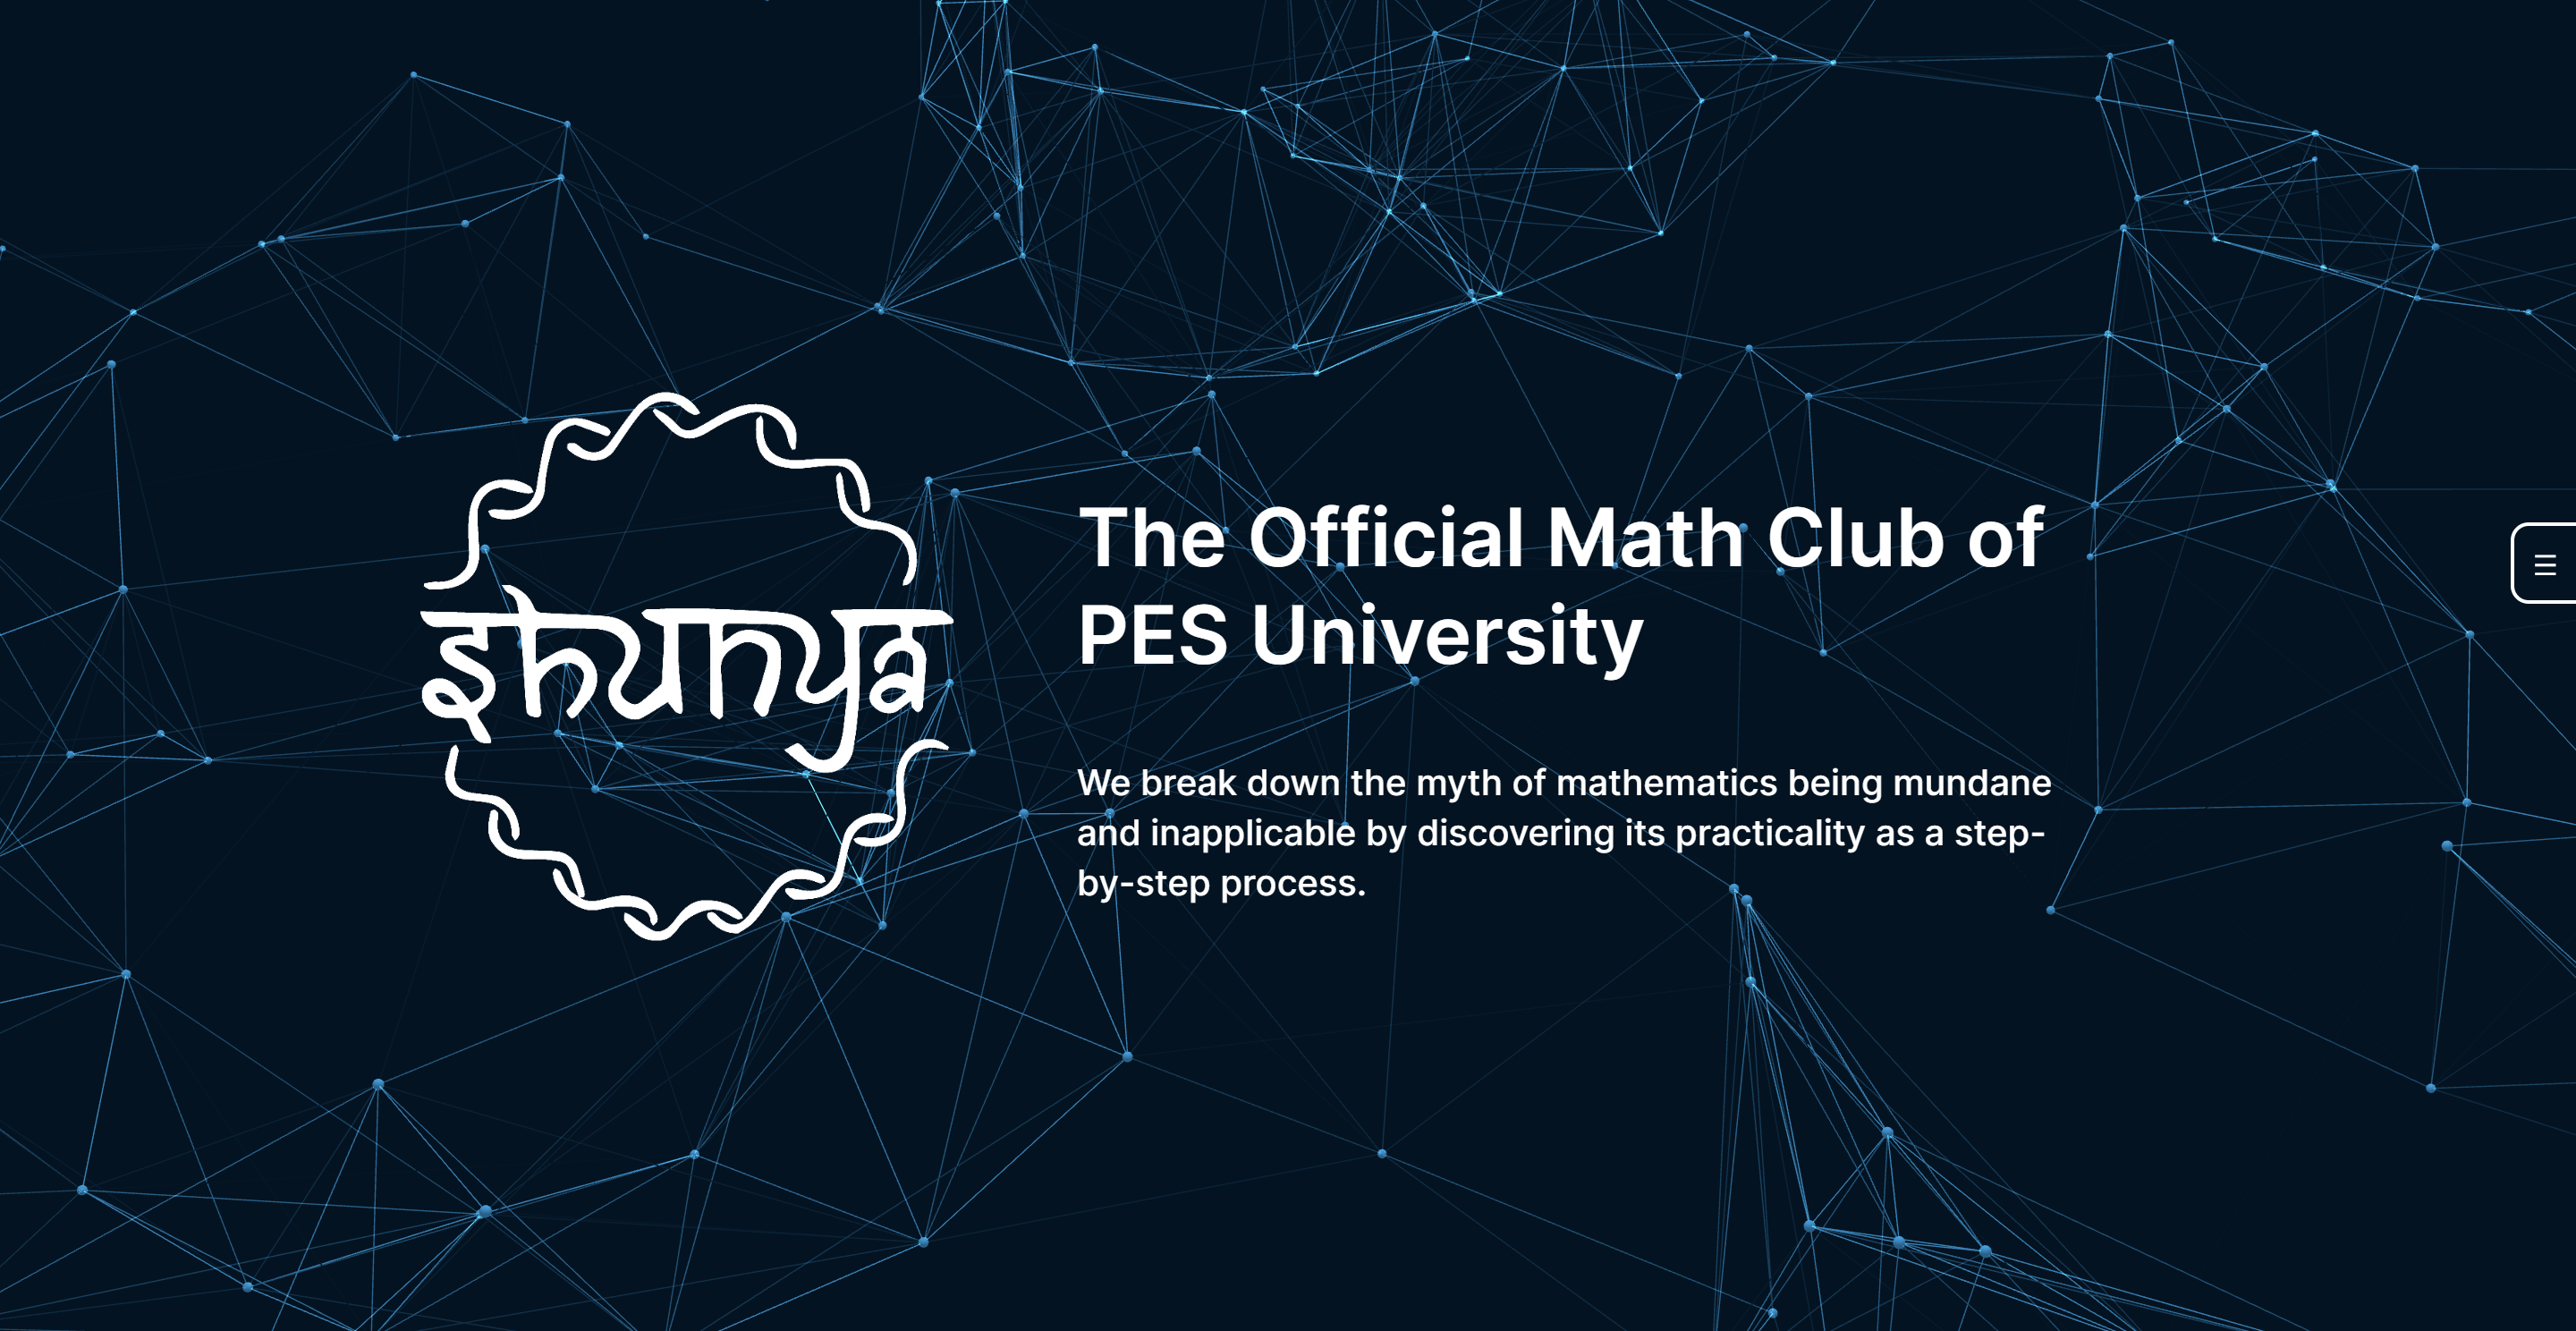 shunya
The Official Math Club of
PES University
We break down the myth of mathematics being mundane
and inapplicable by discovering its practicality as a step-
by-step process.